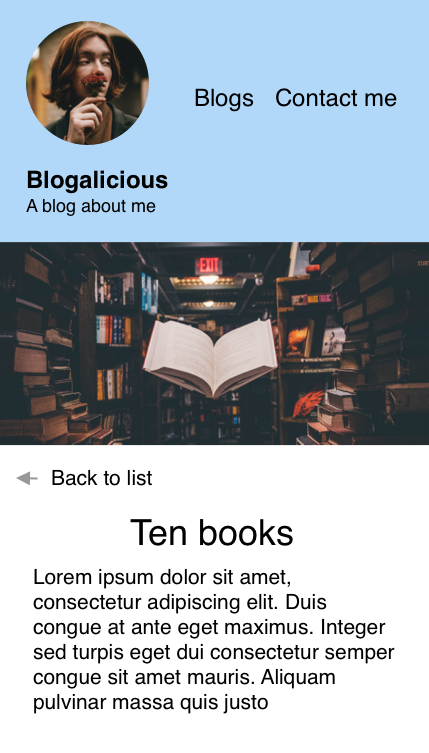 Blogs Contact me
Blogalicious
A blog about me
EXIT
Back to list
Ten books
Lorem ipsum dolor sit amet,
consectetur adipiscing elit. Duis
congue at ante eget maximus. Integer
sed turpis eget dui consectetur semper
congue sit amet mauris. Aliquam
pulvinar massa quis justo